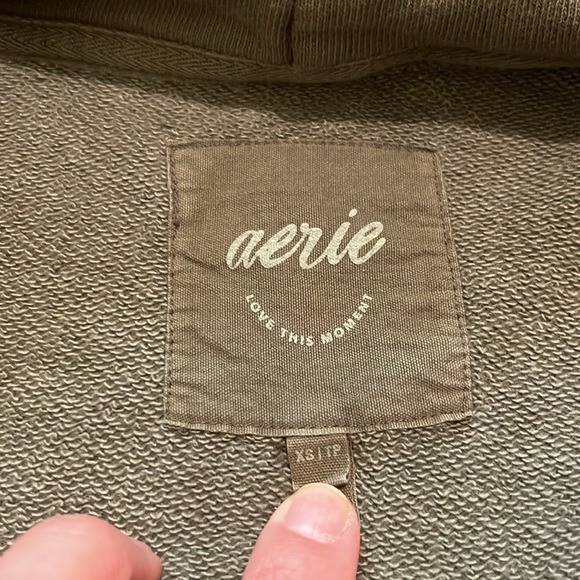 aerie
LOVE THIS MOMENT
XS | TP